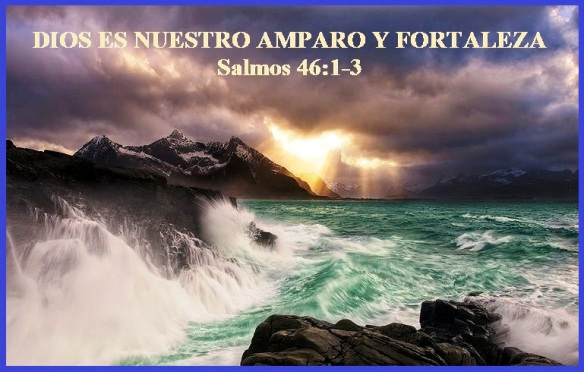 DIOS ES NUESTRO AMPARO Y FORTALEZA
Salmos 46:1-3